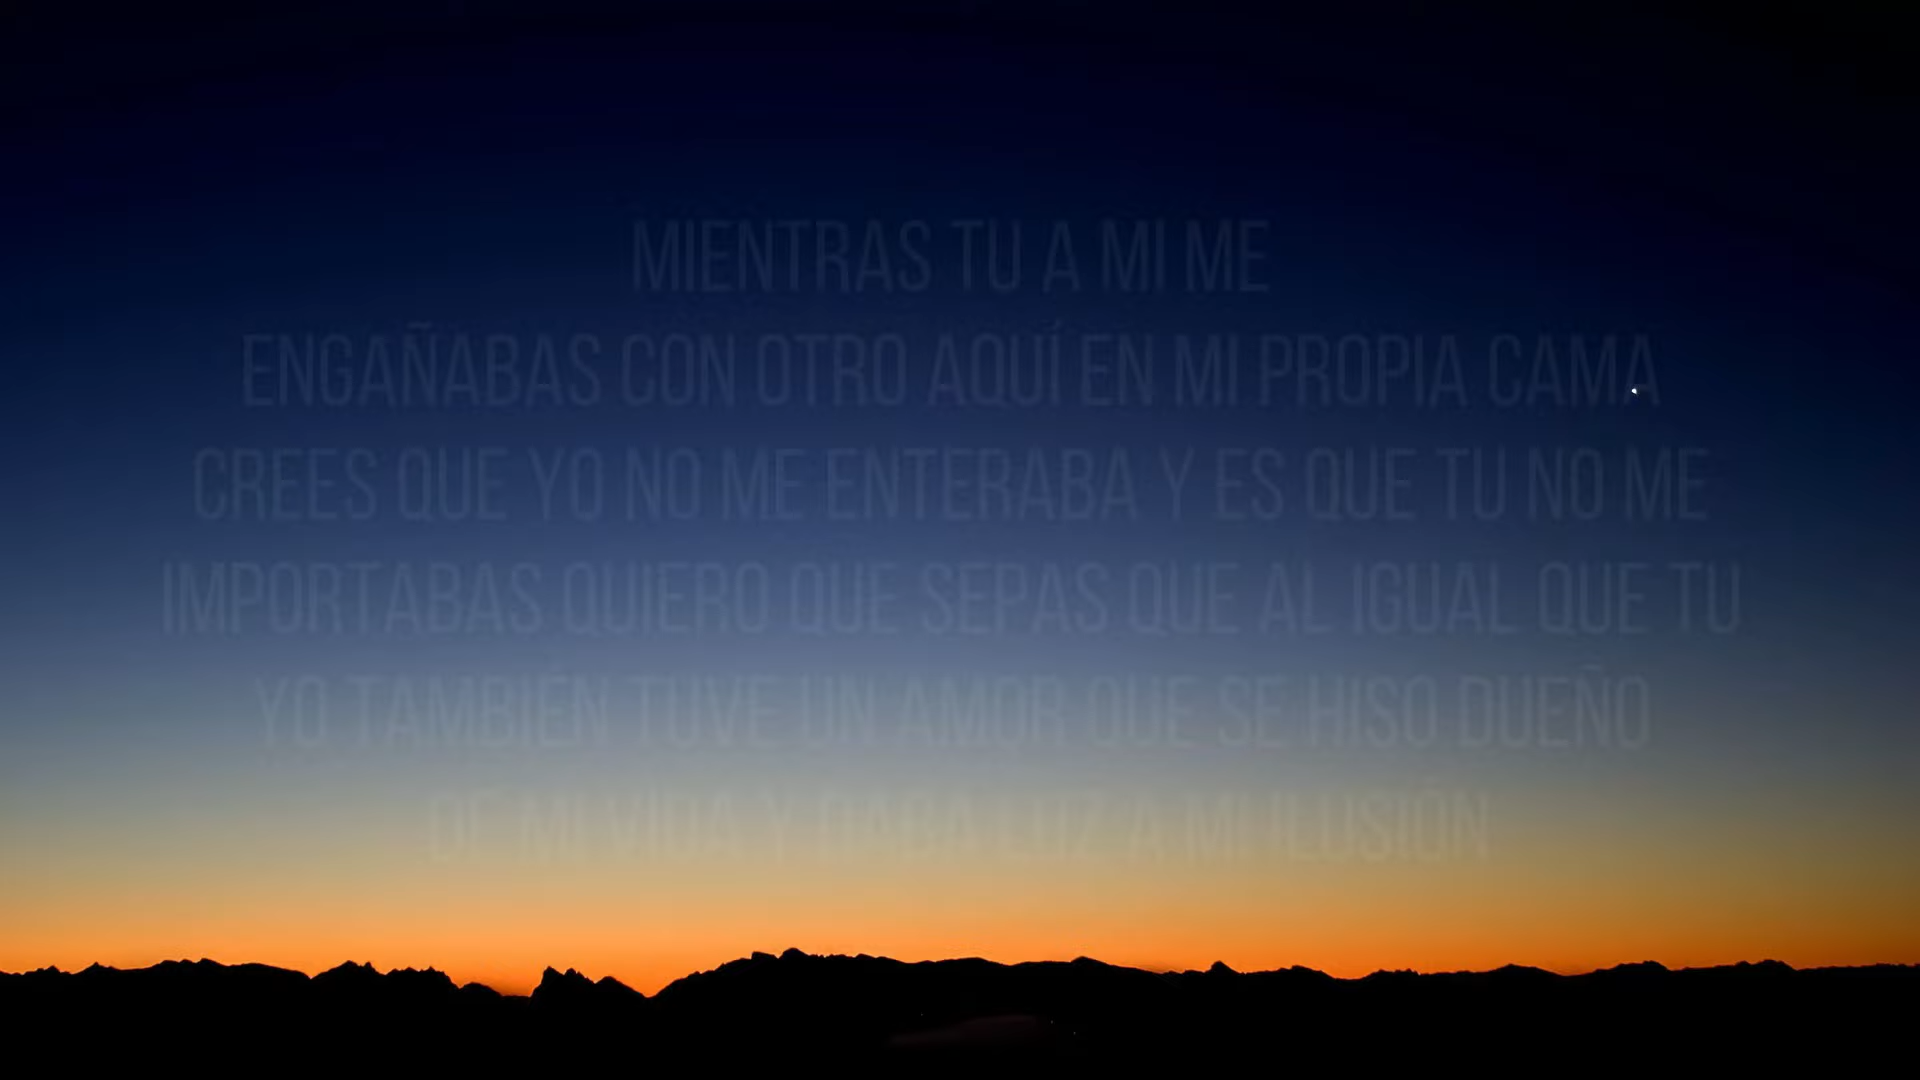 MIENTRAS TU A MI ME
ENGAÑABAS CON OTRO AQUÍ EN MI PROPIA CAMA
CREES QUE YO NO ME ENTERABA Y ES QUE TU NO ME
IMPORTABAS QUIERO QUE SEPAS QUE AL IGUAL QUE TU
YO TAMBIÉN TUVE UN AMOR QUE SE HISO DUEÑO
DE MI VIDA Y DABA LUZ A MI ILUSIÓN